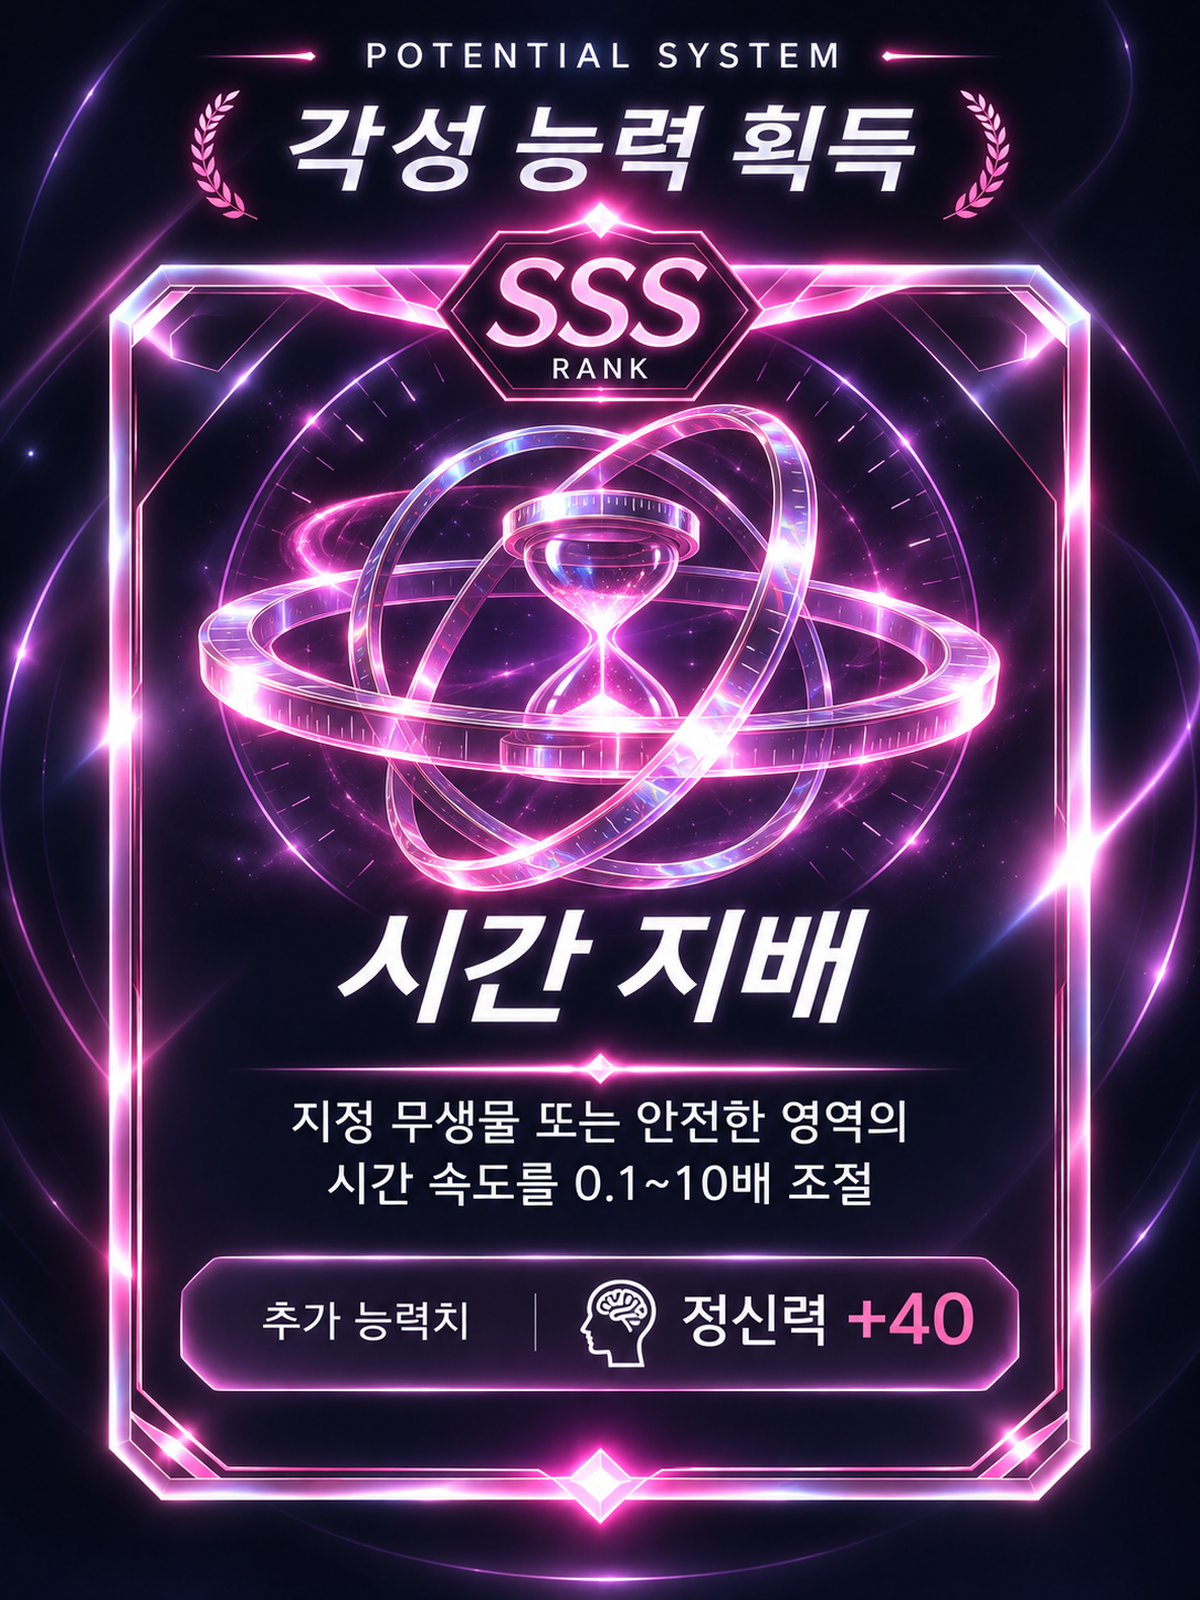 POTENTIAL SYSTEM
각성 능력 획득
SSS
RANK
시간 지배
지정 무생물 또는 안전한 영역의
시간 속도를 0.1~10배 조절
추가 능력치 정신력 +40